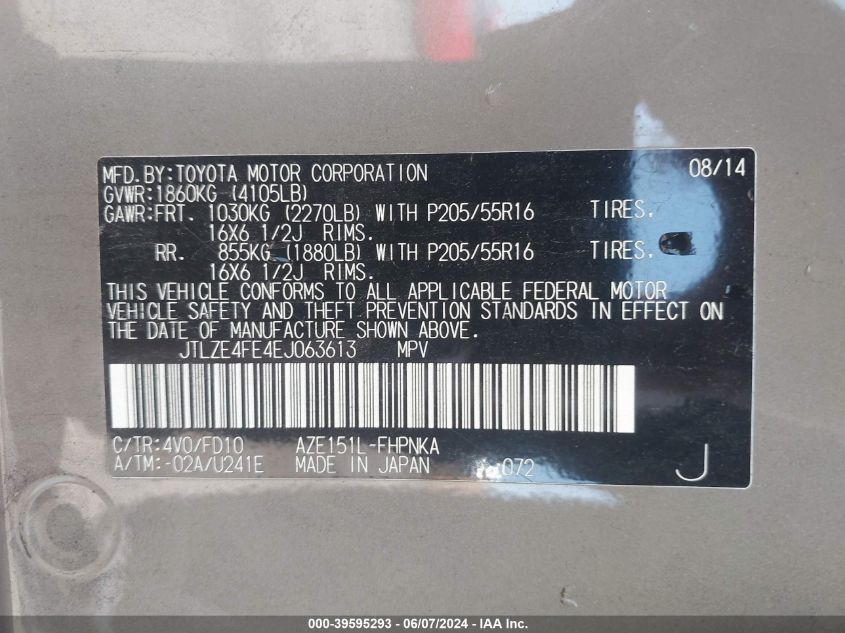 MFD.BY:TOYOTA MOTOR CORPORATION 08/14
GVWR:1860KG (4105LB)
GAWR:FRT. 1030KG (2270LB) WITH P205/55R16 TIRES.
16X6 1/2J RIMS.
RR. 855KG (1880LB) WITH P205/55R16 TIRES.
16X6 1/2J RIMS.
THIS VEHICLE CONFORMS TO ALL APPLICABLE FEDERAL MOTOR
VEHICLE SAFETY AND THEFT PREVENTION STANDARDS IN EFFECT ON
THE DATE OF MANUFACTURE SHOWN ABOVE.
JTLZE4FE4EJ063613 MPV
C/TR:4V0/FD10 AZE151L-FHPNKA
A/TM:-02A/U241E MADE IN JAPAN 072 J
000-39595293 - 06/07/2024 - IAA Inc.